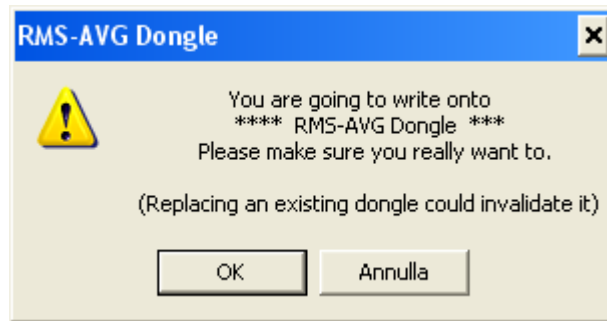 RMS-AVG Dongle
You are going to write onto
**** RMS-AVG Dongle ***
Please make sure you really want to.
(Replacing an existing dongle could invalidate it)
OK Annulla